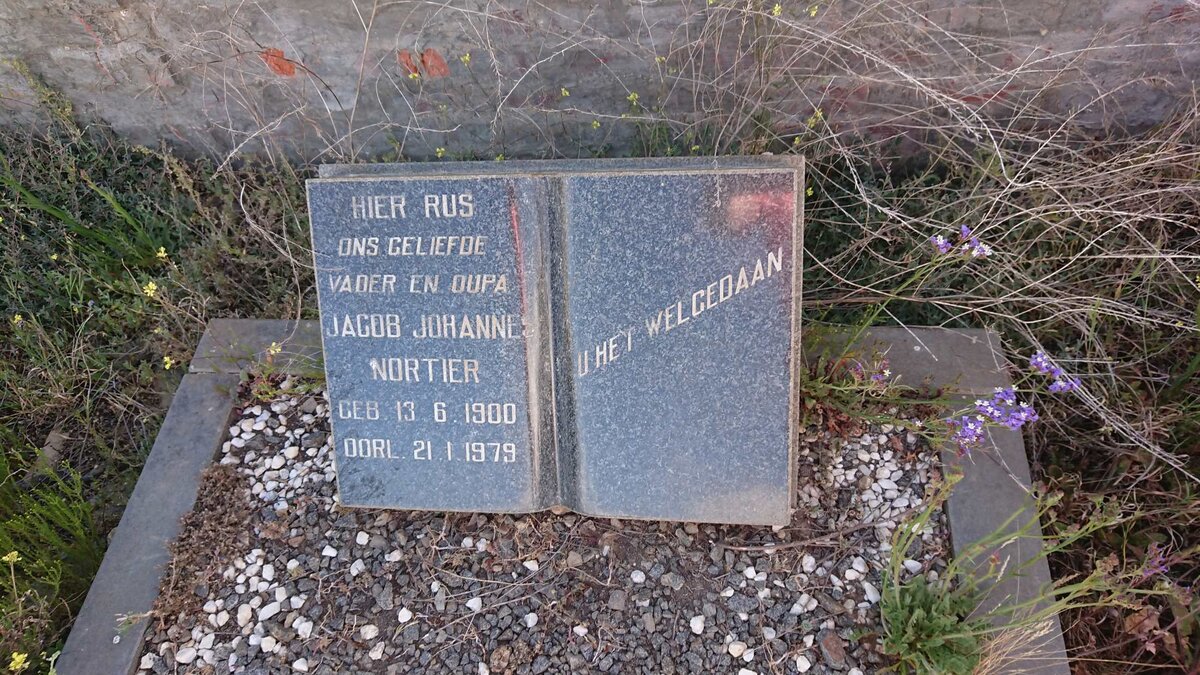 HIER RUS
ONS GELIEFDE
VADER EN OUPA
JACOB JOHANNES
NORTIER
GEB. 13. 6. 1900
OORL. 21. 1. 1979
U HET WELGEDAAN